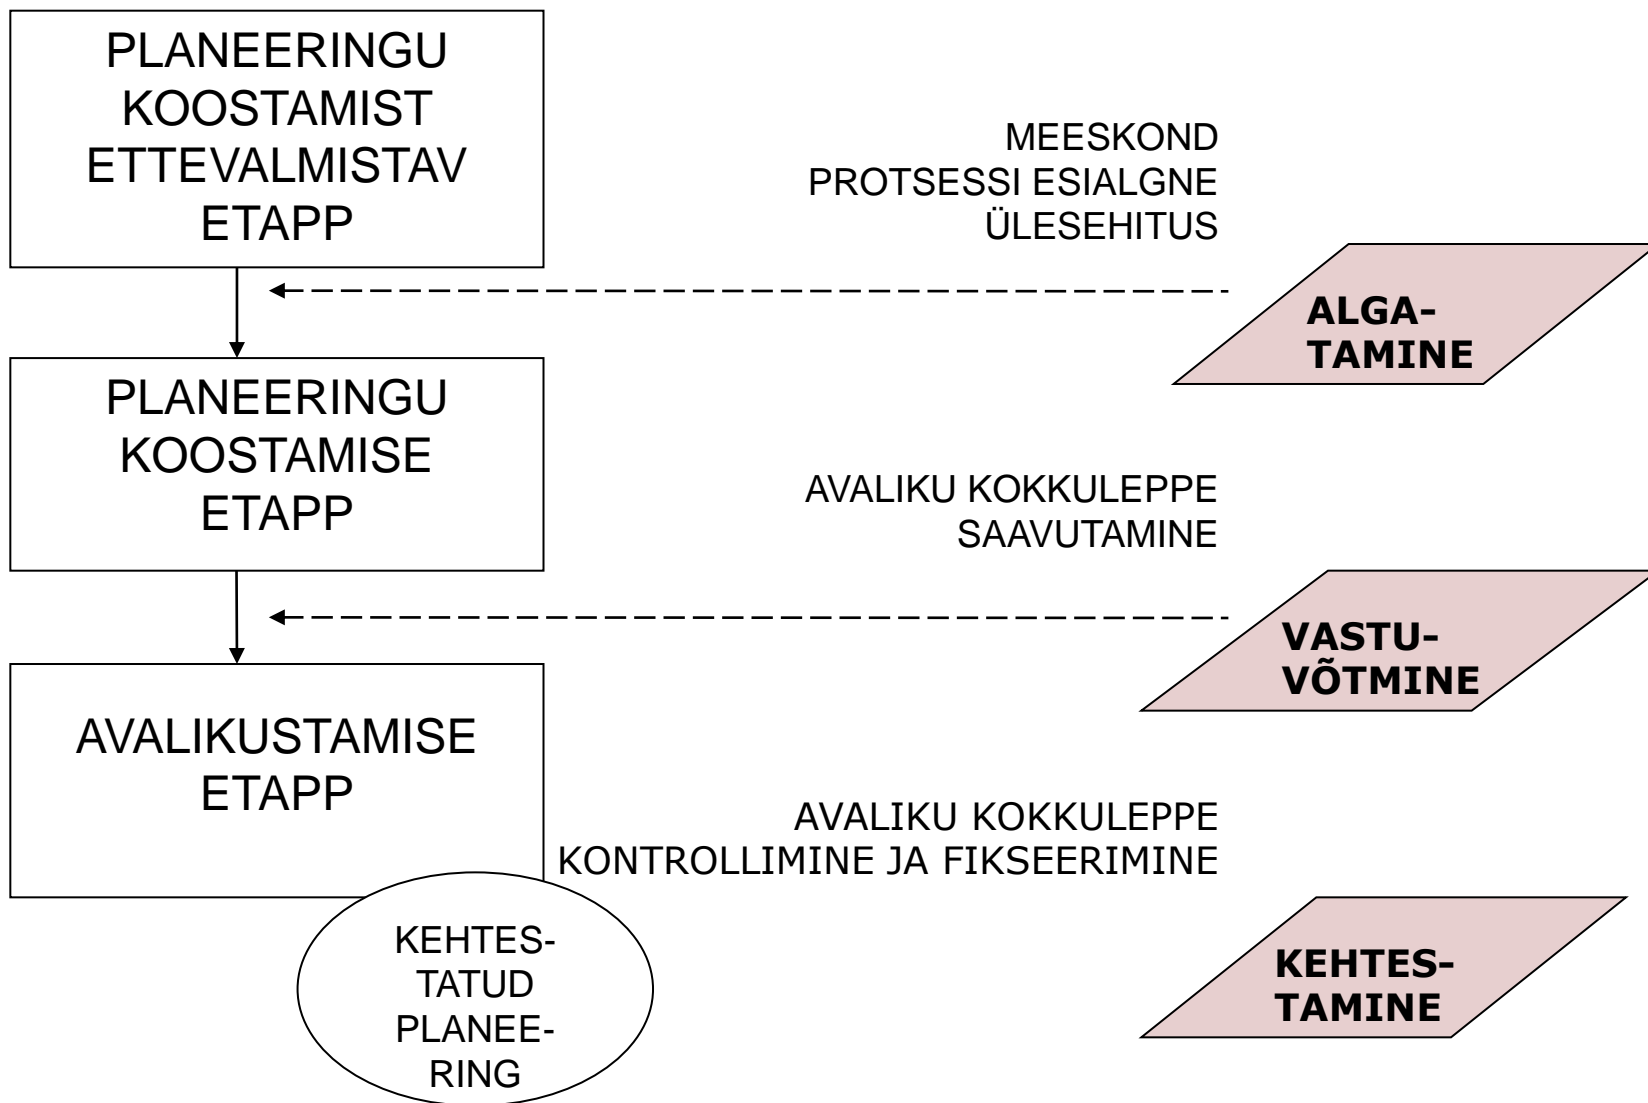 PLANEERINGU
KOOSTAMIST
ETTEVALMISTAV
ETAPP
MEESKOND
PROTSESSI ESIALGNE
ÜLESEHITUS
ALGA-
TAMINE
PLANEERINGU
KOOSTAMISE
ETAPP
AVALIKU KOKKULEPPE
SAAVUTAMINE
VASTU-
VÕTMINE
AVALIKUSTAMISE
ETAPP
AVALIKU KOKKULEPPE
KONTROLLIMINE JA FIKSEERIMINE
KEHTES-
TATUD
PLANEE-
RING
KEHTES-
TAMINE